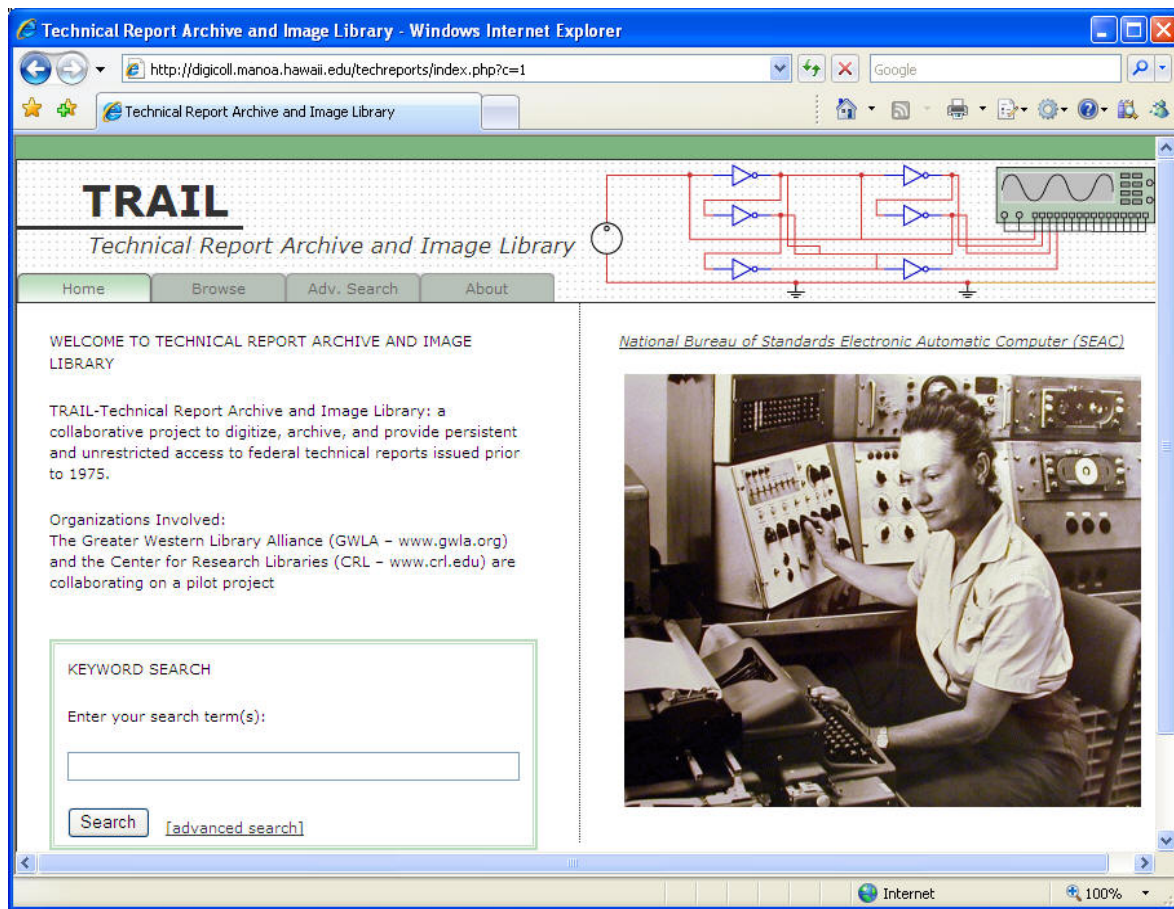 Technical Report Archive and Image Library - Windows Internet Explorer
http://digicoll.manoa.hawaii.edu/techreports/index.php?c=1
Google
Technical Report Archive and Image Library
TRAIL
Technical Report Archive and Image Library
Home Browse Adv. Search About
WELCOME TO TECHNICAL REPORT ARCHIVE AND IMAGE
LIBRARY
TRAIL-Technical Report Archive and Image Library: a
collaborative project to digitize, archive, and provide persistent
and unrestricted access to federal technical reports issued prior
to 1975.
Organizations Involved:
The Greater Western Library Alliance (GWLA – www.gwla.org)
and the Center for Research Libraries (CRL – www.crl.edu) are
collaborating on a pilot project
KEYWORD SEARCH
Enter your search term(s):
Search [advanced search]
National Bureau of Standards Electronic Automatic Computer (SEAC)
Internet 100%